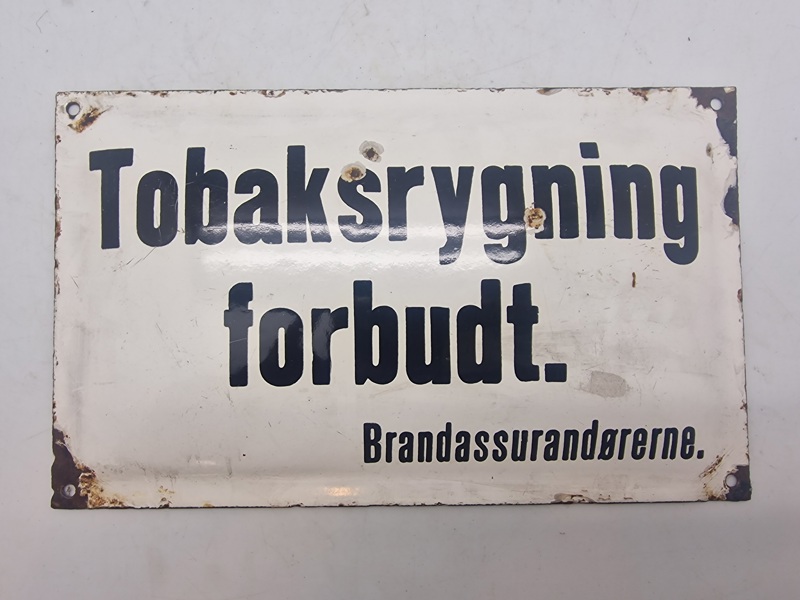 Tobaksrygning
forbudt.
Brandassurandørerne.